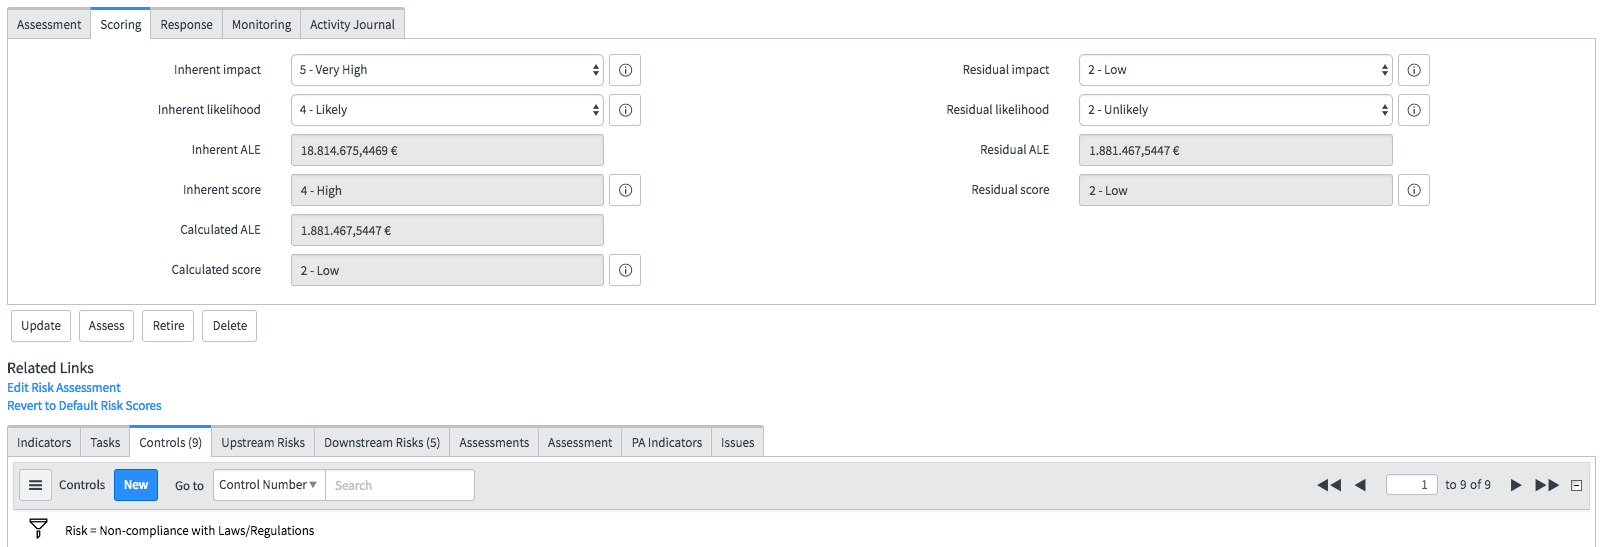 Assessment Scoring Response Monitoring Activity Journal
Inherent impact 5 - Very High Residual impact 2 - Low
Inherent likelihood 4 - Likely Residual likelihood 2 - Unlikely
Inherent ALE 18.814.675,4469 € Residual ALE 1.881.467,5447 €
Inherent score 4 - High Residual score 2 - Low
Calculated ALE 1.881.467,5447 €
Calculated score 2 - Low
Update Assess Retire Delete
Related Links
Edit Risk Assessment
Revert to Default Risk Scores
Indicators Tasks Controls (9) Upstream Risks Downstream Risks (5) Assessments Assessment PA Indicators Issues
Controls New Go to Control Number Search 1 to 9 of 9
Risk = Non-compliance with Laws/Regulations